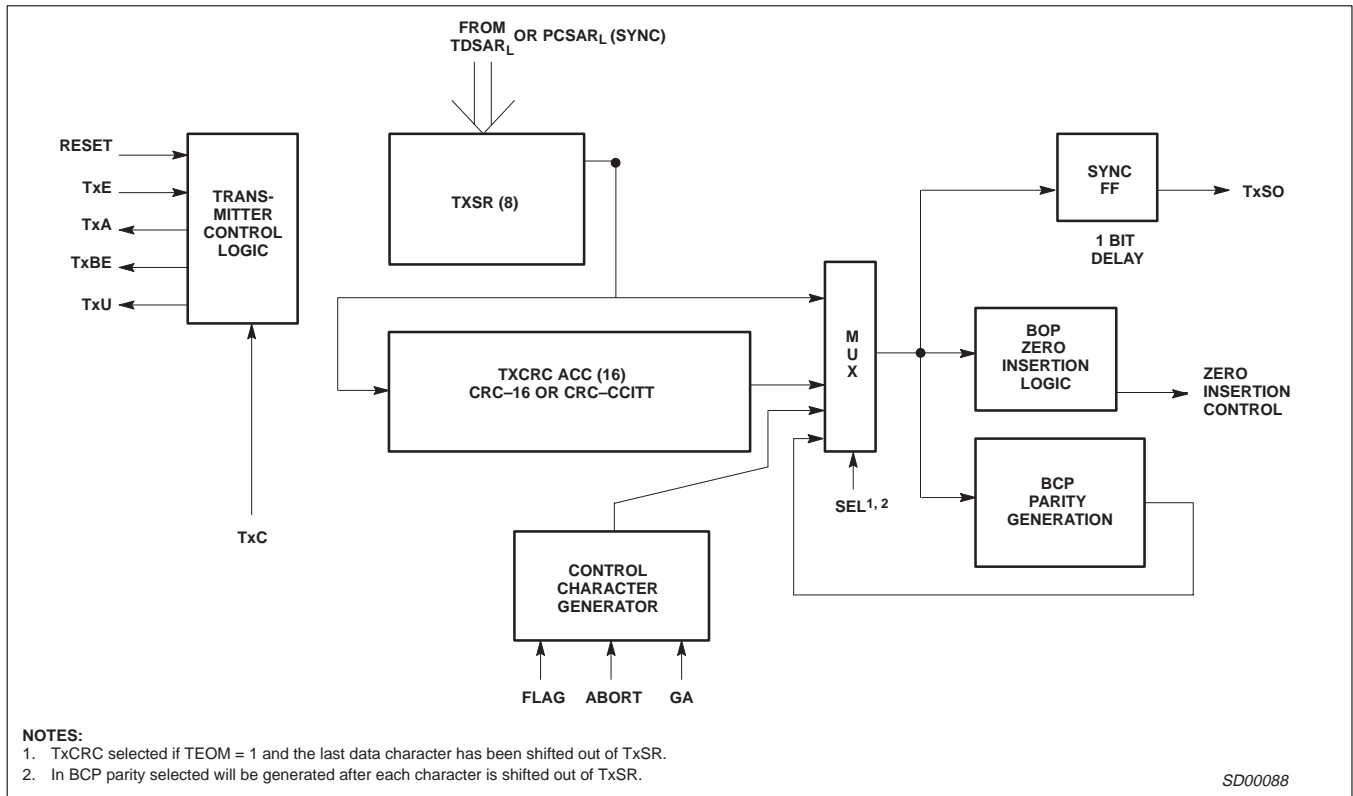 FROM
TDSARL OR PCSARL (SYNC)
RESET
TxE
TxA
TxBE
TxU
TRANS-
MITTER
CONTROL
LOGIC
TxC
TXSR (8)
TXCRC ACC (16)
CRC–16 OR CRC–CCITT
M
U
X
SEL1, 2
SYNC
FF
1 BIT
DELAY
TxSO
BOP
ZERO
INSERTION
LOGIC
ZERO
INSERTION
CONTROL
BCP
PARITY
GENERATION
CONTROL
CHARACTER
GENERATOR
FLAG ABORT GA
NOTES:
1. TxCRC selected if TEOM = 1 and the last data character has been shifted out of TxSR.
2. In BCP parity selected will be generated after each character is shifted out of TxSR.
SD00088